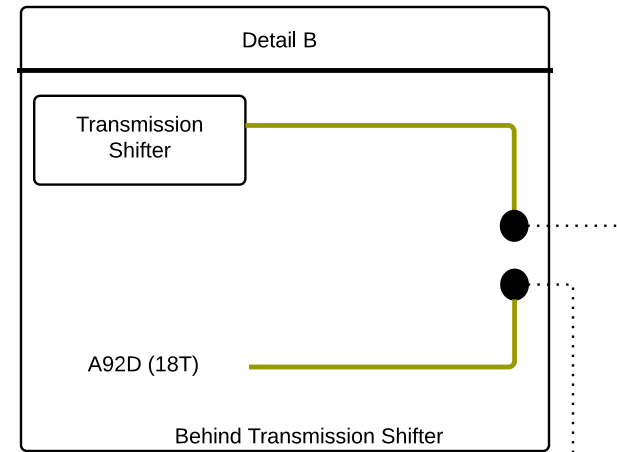 Detail B
Transmission
Shifter
A92D (18T)
Behind Transmission Shifter